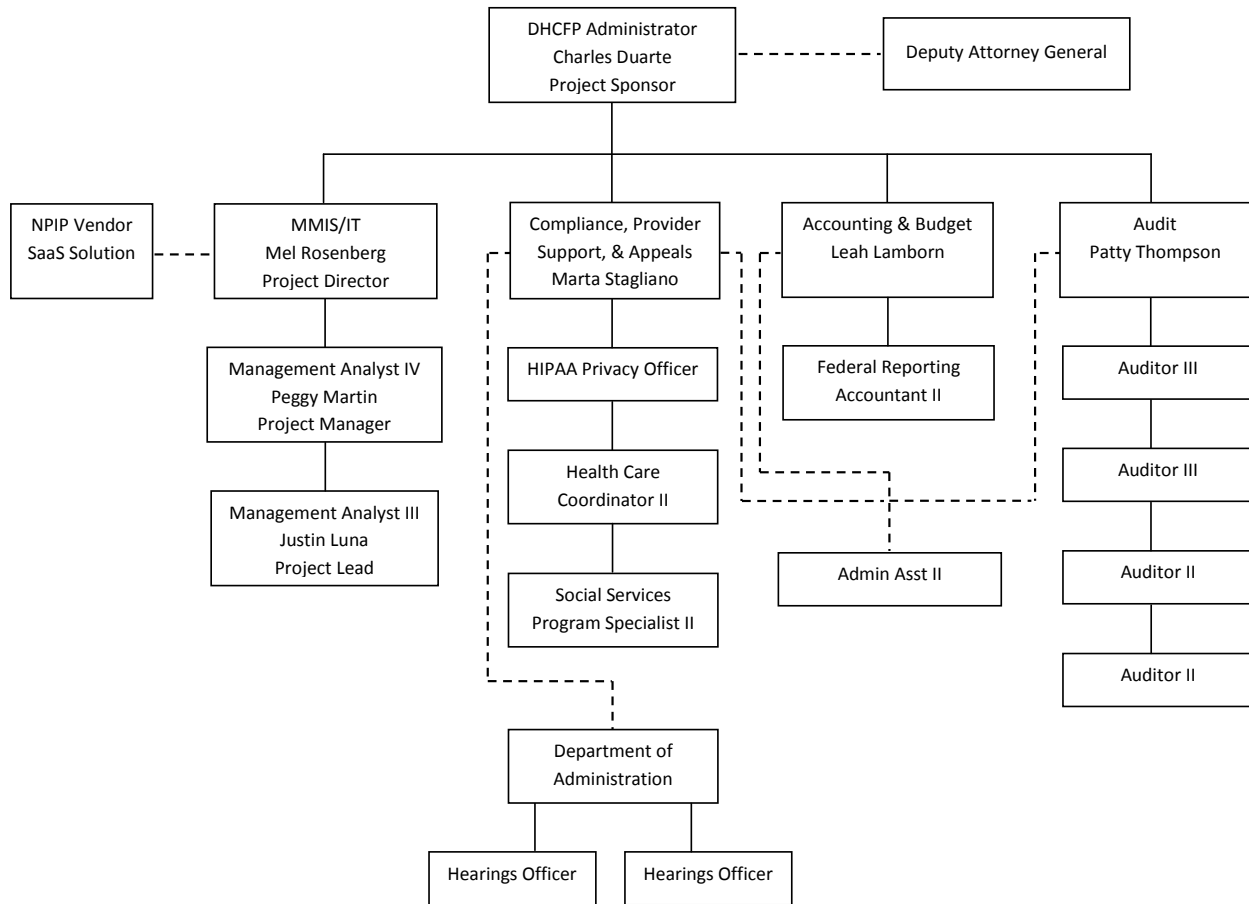 DHCFP Administrator
Charles Duarte
Project Sponsor
Deputy Attorney General
NPIP Vendor
SaaS Solution
MMIS/IT
Mel Rosenberg
Project Director
Compliance, Provider
Support, & Appeals
Marta Stagliano
Accounting & Budget
Leah Lamborn
Audit
Patty Thompson
Management Analyst IV
Peggy Martin
Project Manager
HIPAA Privacy Officer
Federal Reporting
Accountant II
Auditor III
Management Analyst III
Justin Luna
Project Lead
Health Care
Coordinator II
Auditor III
Social Services
Program Specialist II
Admin Asst II
Auditor II
Auditor II
Department of
Administration
Hearings Officer
Hearings Officer